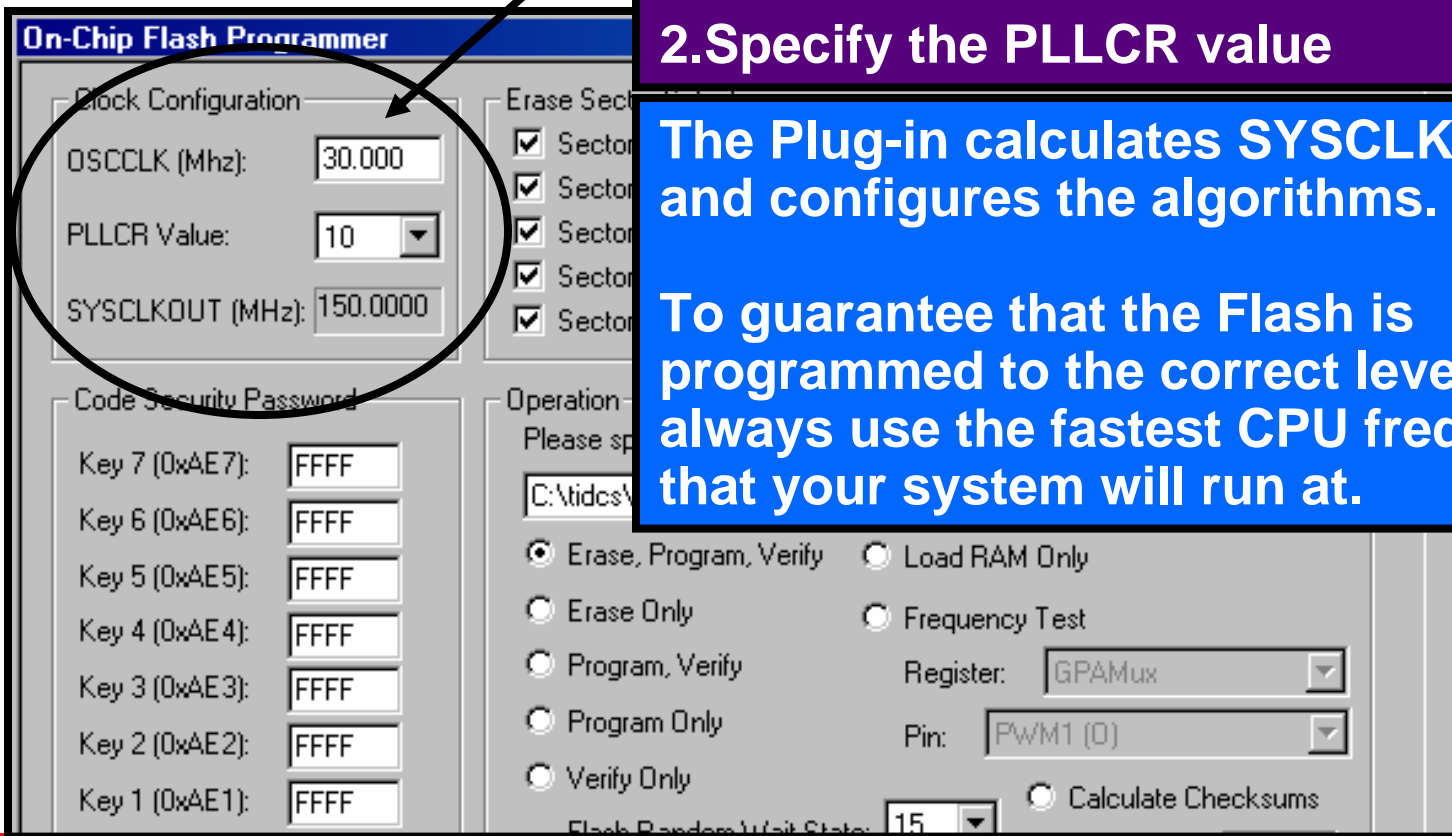 On-Chip Flash Programmer
2.Specify the PLLCR value
Clock Configuration
OSCCLK (Mhz): 30.000
PLLCR Value: 10
SYSCLKOUT (MHz): 150.0000
Erase Sect
Sector
Sector
Sector
Sector
Sector
The Plug-in calculates SYSCLK
and configures the algorithms.
To guarantee that the Flash is
programmed to the correct leve
always use the fastest CPU freq
that your system will run at.
Code Security Password
Key 7 (0xAE7): FFFF
Key 6 (0xAE6): FFFF
Key 5 (0xAE5): FFFF
Key 4 (0xAE4): FFFF
Key 3 (0xAE3): FFFF
Key 2 (0xAE2): FFFF
Key 1 (0xAE1): FFFF
Operation
Please sp
C:\tidcs\
Erase, Program, Verify
Load RAM Only
Erase Only
Frequency Test
Program, Verify
Register: GPAMux
Program Only
Pin: PWM1 (0)
Verify Only
Calculate Checksums
Flash Random Wait State: 15